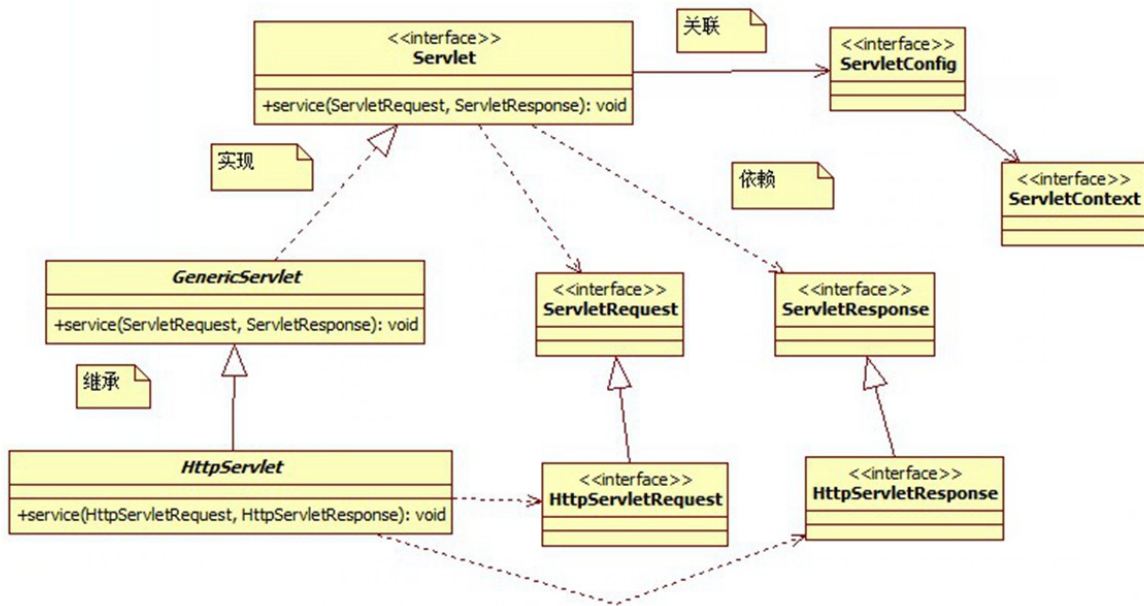 关联
<<interface>>
Servlet
+service(ServletRequest, ServletResponse): void
<<interface>>
ServletConfig
实现
依赖
<<interface>>
ServletContext
GenericServlet
+service(ServletRequest, ServletResponse): void
<<interface>>
ServletRequest
<<interface>>
ServletResponse
继承
HttpServlet
+service(HttpServletRequest, HttpServletResponse): void
<<interface>>
HttpServletRequest
<<interface>>
HttpServletResponse